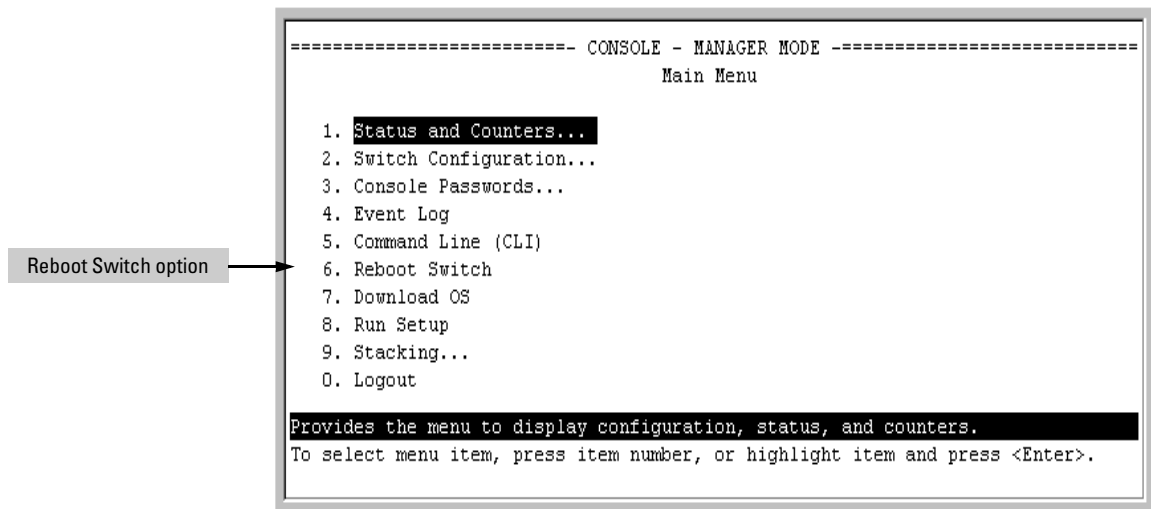 ===========================- CONSOLE - MANAGER MODE -============================
Main Menu
1. Status and Counters...
2. Switch Configuration...
3. Console Passwords...
4. Event Log
5. Command Line (CLI)
Reboot Switch option
6. Reboot Switch
7. Download OS
8. Run Setup
9. Stacking...
0. Logout
Provides the menu to display configuration, status, and counters.
To select menu item, press item number, or highlight item and press <Enter>.